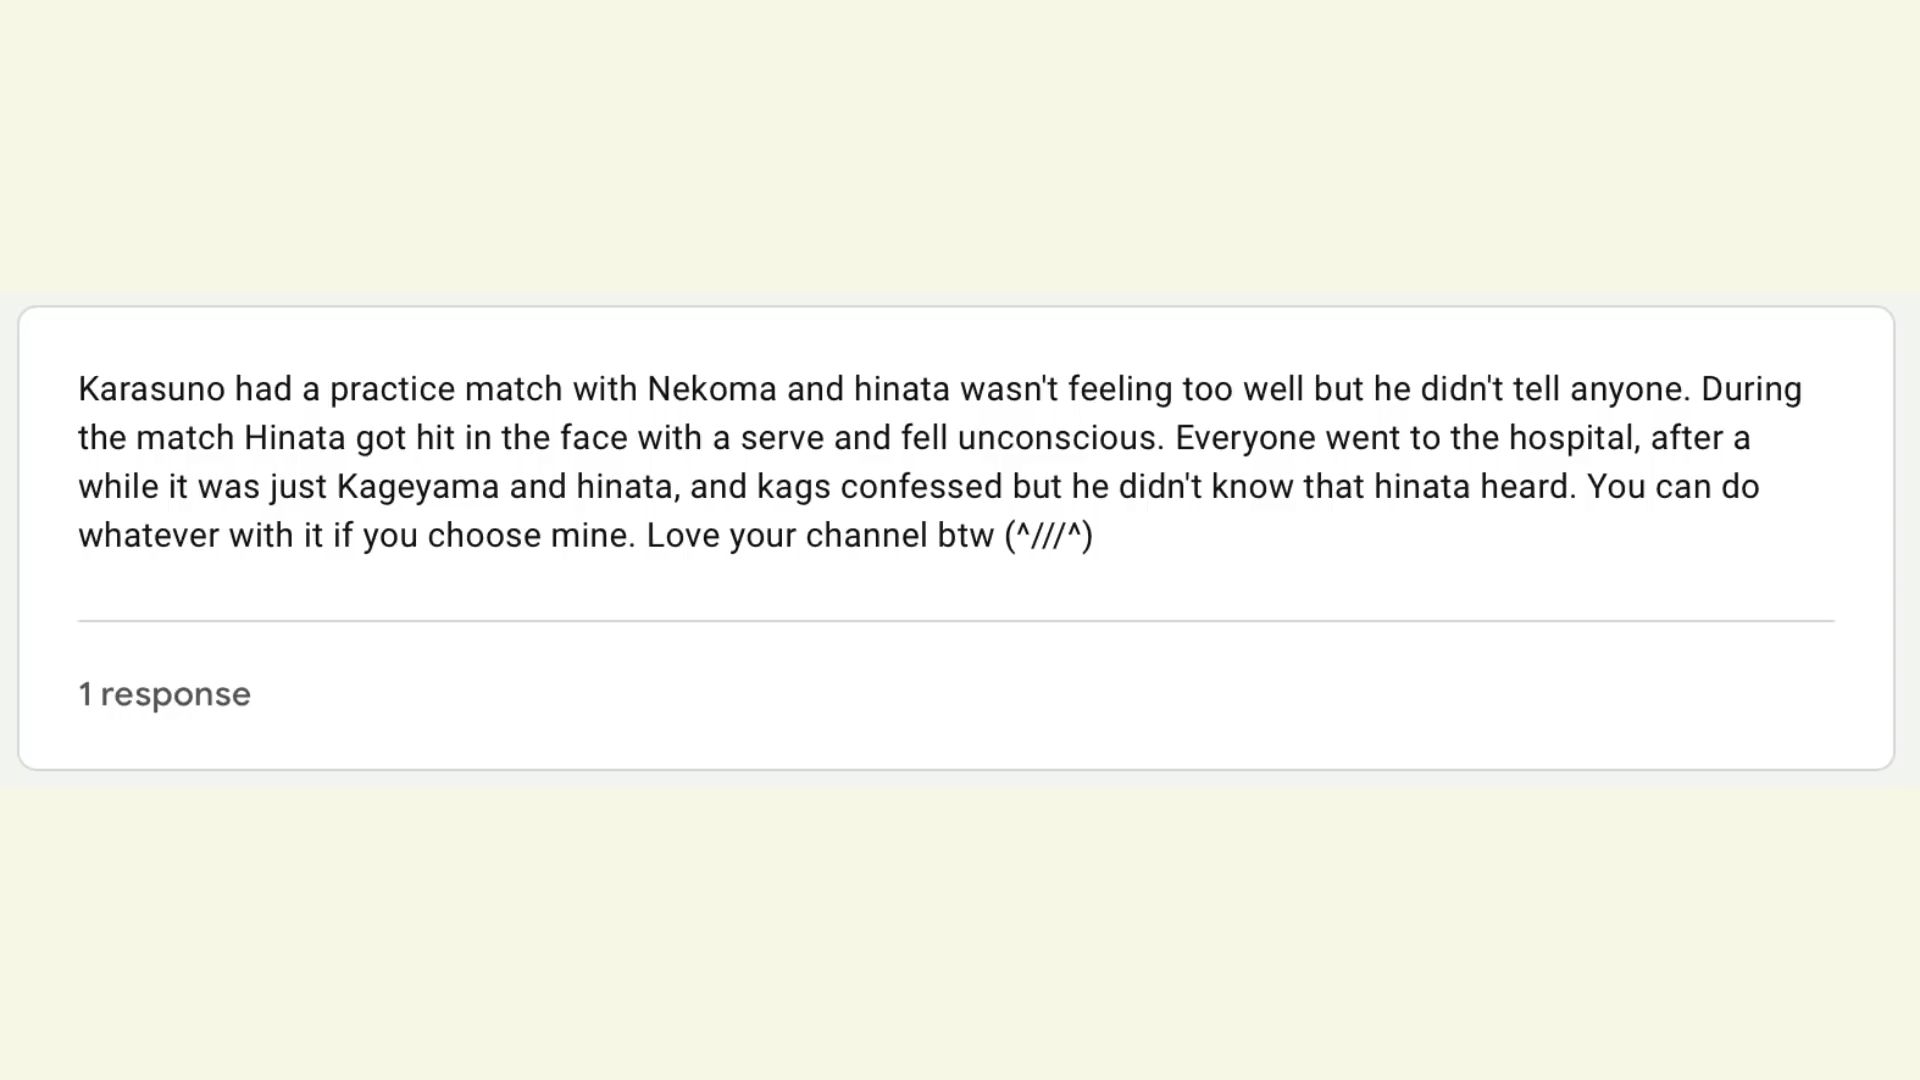 Karasuno had a practice match with Nekoma and hinata wasn't feeling too well but he didn't tell anyone. During
the match Hinata got hit in the face with a serve and fell unconscious. Everyone went to the hospital, after a
while it was just Kageyama and hinata, and kags confessed but he didn't know that hinata heard. You can do
whatever with it if you choose mine. Love your channel btw (^///^)
1 response